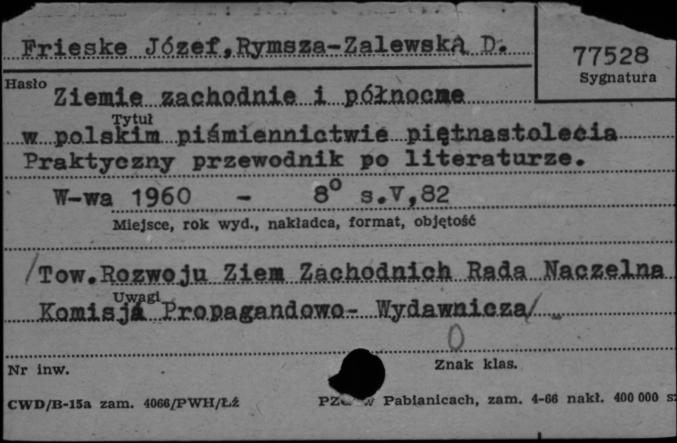 Frieske Józef,Rymsza-Zalewską D.
77528
Sygnatura
Hasło
Ziemie zachodnie i północne
Tytuł
w polskim piśmiennictwie piętnastolecia
Praktyczny przewodnik po literaturze.
W-wa 1960 - 8° s.V,82
Miejsce, rok wyd., nakładca, format, objętość
/Tow.Rozwoju Ziem Zachodnich Rada Naczelna
Uwagi
Komisja Propagandowo- Wydawnicza/
0
Nr inw.
Znak klas.
CWD/B-15a zam. 4066/PWH/Łź
w Pabianicach, zam. 4-66 nakł. 400 000